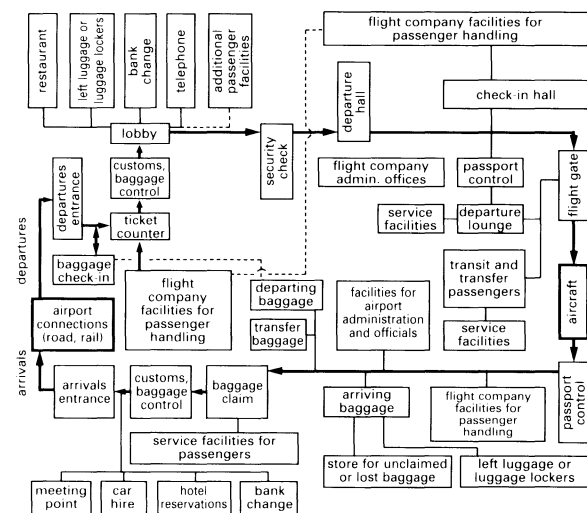 flight company facilities for
passenger handling
restaurant
left luggage or
luggage lockers
bank
change
telephone
additional
passenger
facilities
departure
hall
check-in hall
lobby
security
check
flight gate
customs,
baggage
control
flight company
admin. offices
passport
control
departures
entrance
ticket
counter
service
facilities
departure
lounge
departures
baggage
check-in
flight
company
facilities for
passenger
handling
departing
baggage
facilities for
airport
administration
and officials
transit and
transfer
passengers
aircraft
airport
connections
(road, rail)
transfer
baggage
service
facilities
arrivals
arrivals
entrance
customs,
baggage
control
baggage
claim
arriving
baggage
flight company
facilities for
passenger
handling
passport
control
service facilities for
passengers
store for unclaimed
or lost baggage
left luggage or
luggage lockers
meeting
point
car
hire
hotel
reservations
bank
change